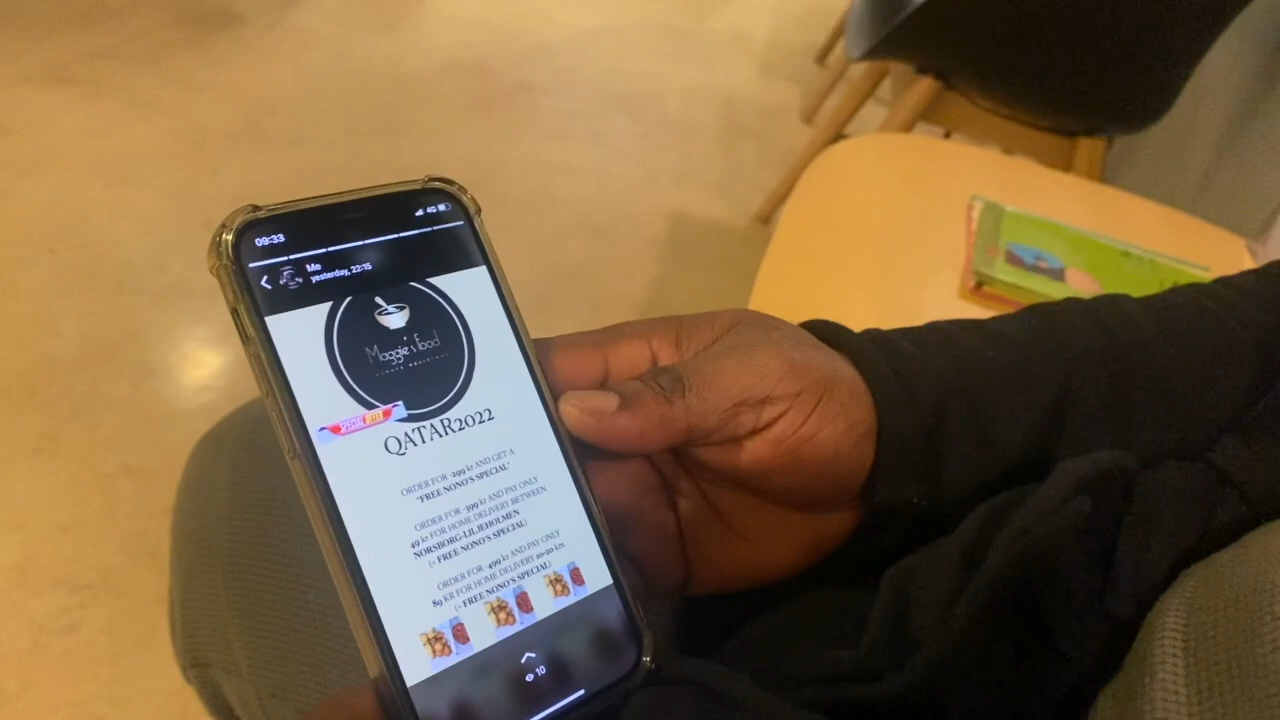 09:33
4G
Me
yesterday, 22:15
Maggie's Food
SPECIAL OFFER
QATAR2022
ORDER FOR -299 kr AND GET A
"FREE NONO'S SPECIAL"
ORDER FOR -399 kr AND PAY ONLY
49 kr FOR HOME DELIVERY BETWEEN
NORSBORG-LILJEHOLMEN
(+ FREE NONO'S SPECIAL)
ORDER FOR -499 kr AND PAY ONLY
89 KR FOR HOME DELIVERY 10-20 km
(+ FREE NONO'S SPECIAL)
10